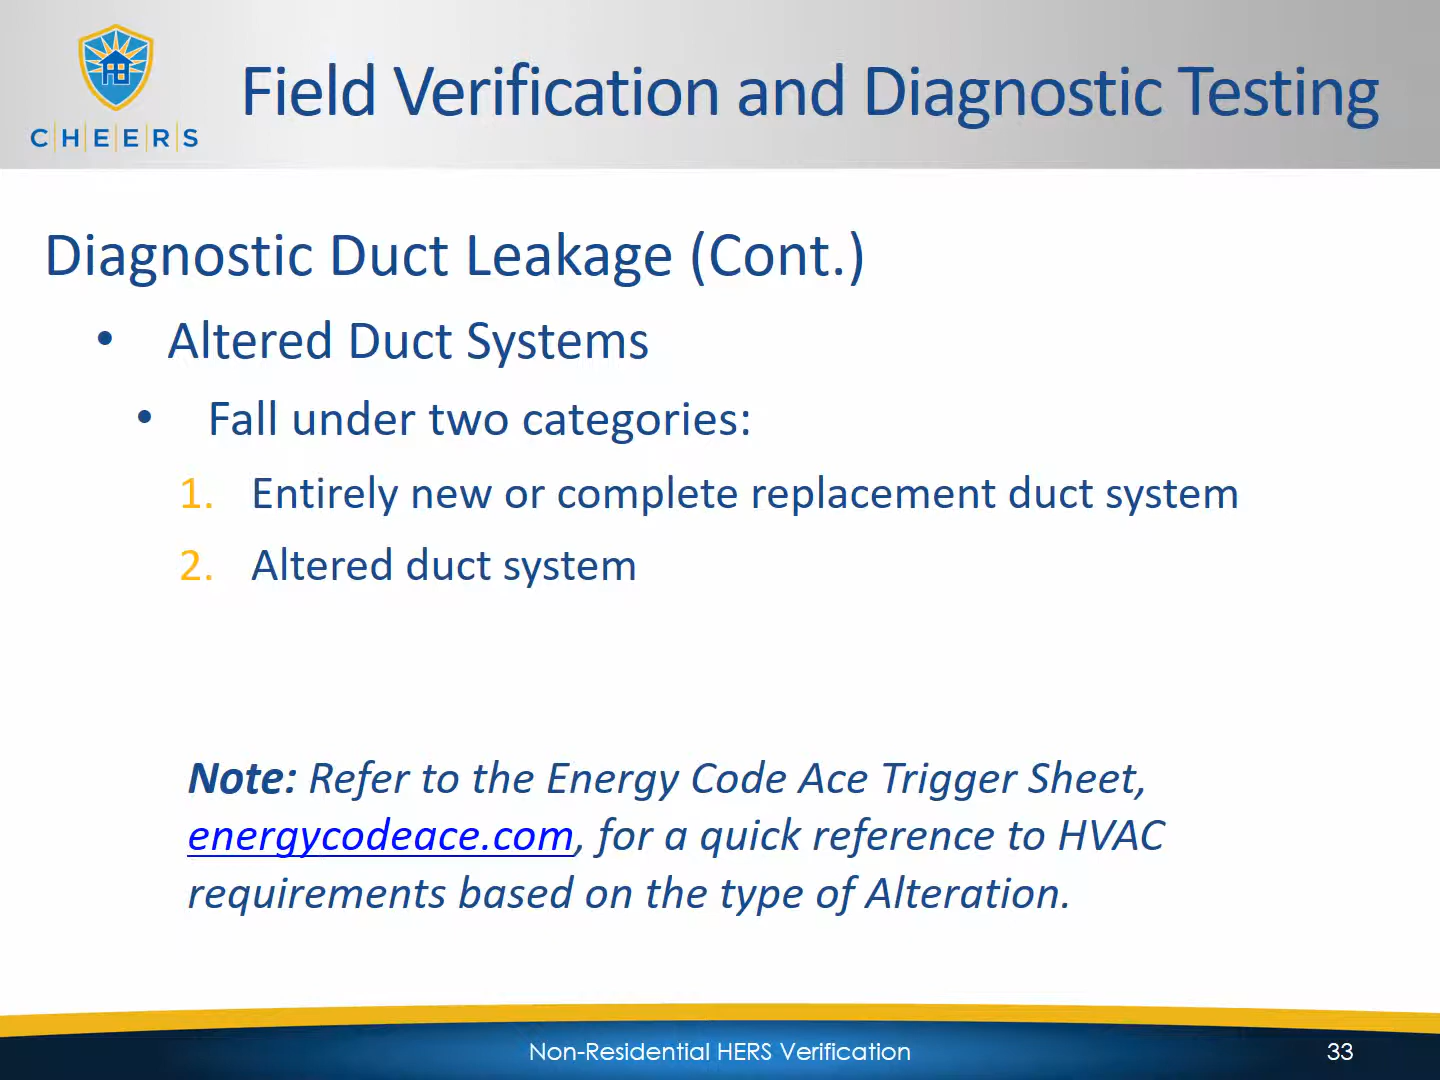 Field Verification and Diagnostic Testing
C|H|E|E|R|S
Diagnostic Duct Leakage (Cont.)
• Altered Duct Systems
• Fall under two categories:
1. Entirely new or complete replacement duct system
2. Altered duct system
Note: Refer to the Energy Code Ace Trigger Sheet,
energycodeace.com, for a quick reference to HVAC
requirements based on the type of Alteration.
Non-Residential HERS Verification
33